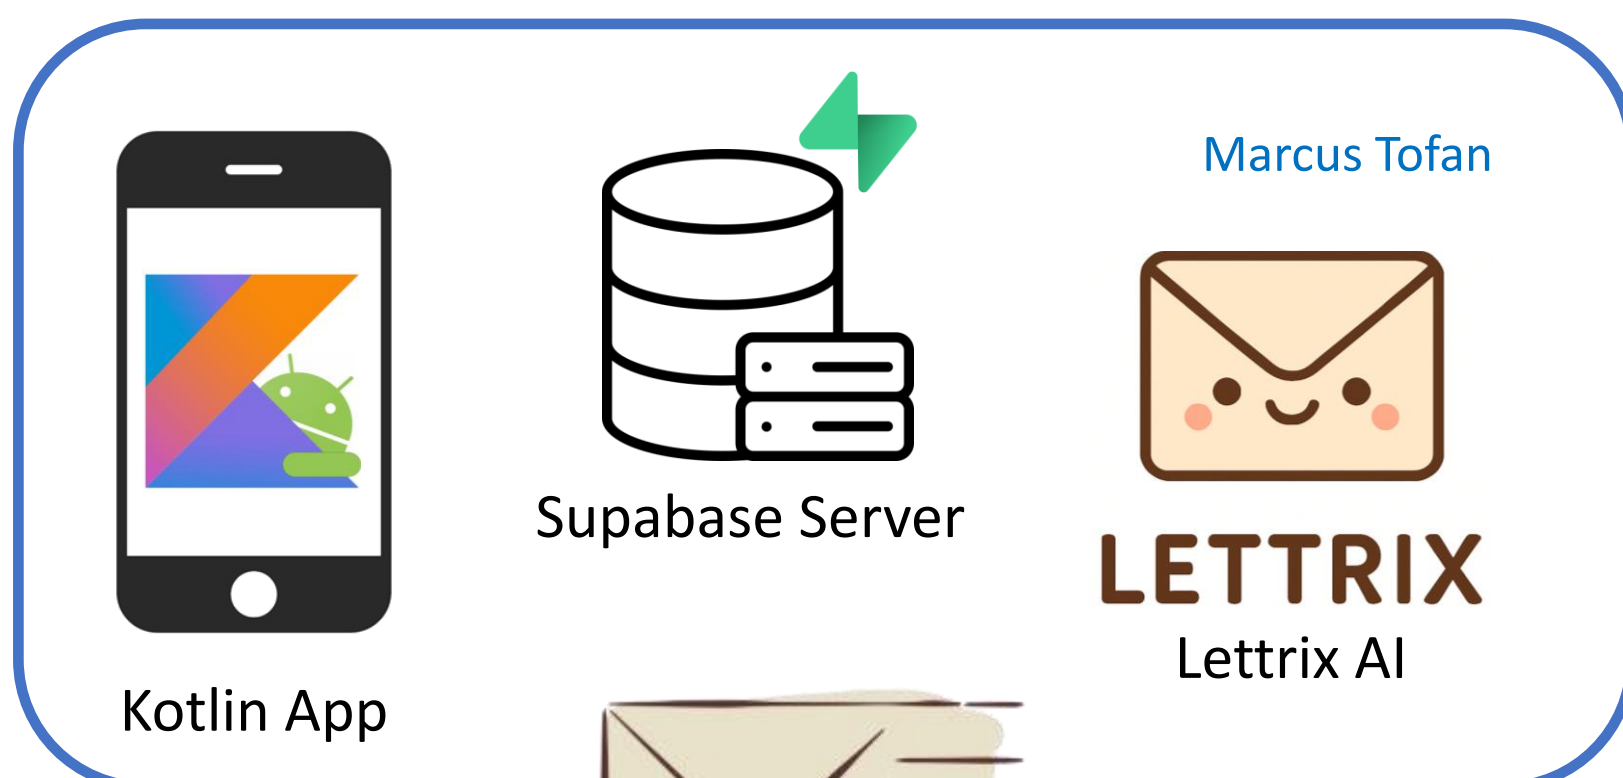 Marcus Tofan
Supabase Server
LETTRIX
Lettrix AI
Kotlin App